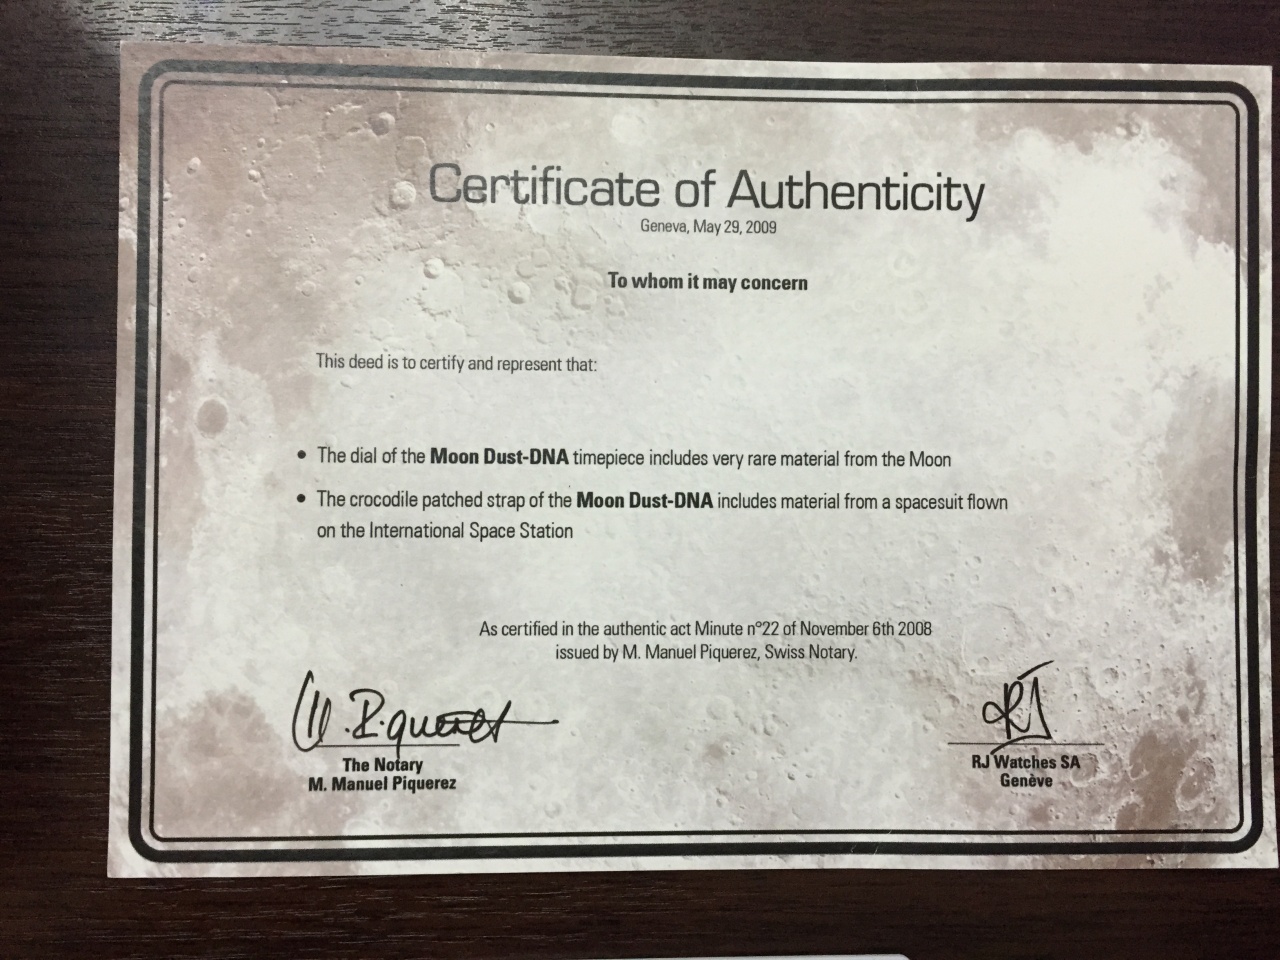 Certificate of Authenticity
Geneva, May 29, 2009
To whom it may concern
This deed is to certify and represent that:
• The dial of the Moon Dust-DNA timepiece includes very rare material from the Moon
• The crocodile patched strap of the Moon Dust-DNA includes material from a spacesuit flown
on the International Space Station
As certified in the authentic act Minute n°22 of November 6th 2008
issued by M. Manuel Piquerez, Swiss Notary.
M. Piquerez
The Notary
M. Manuel Piquerez
RJ
RJ Watches SA
Genève